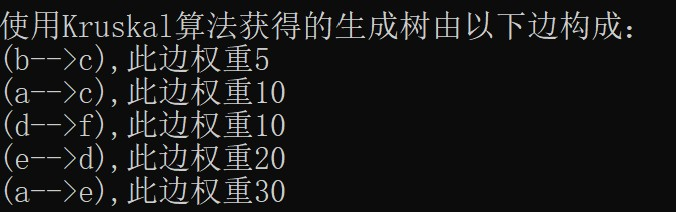 使用Kruskal算法获得的生成树由以下边构成:
(b-->c),此边权重5
(a-->c),此边权重10
(d-->f),此边权重10
(e-->d),此边权重20
(a-->e),此边权重30